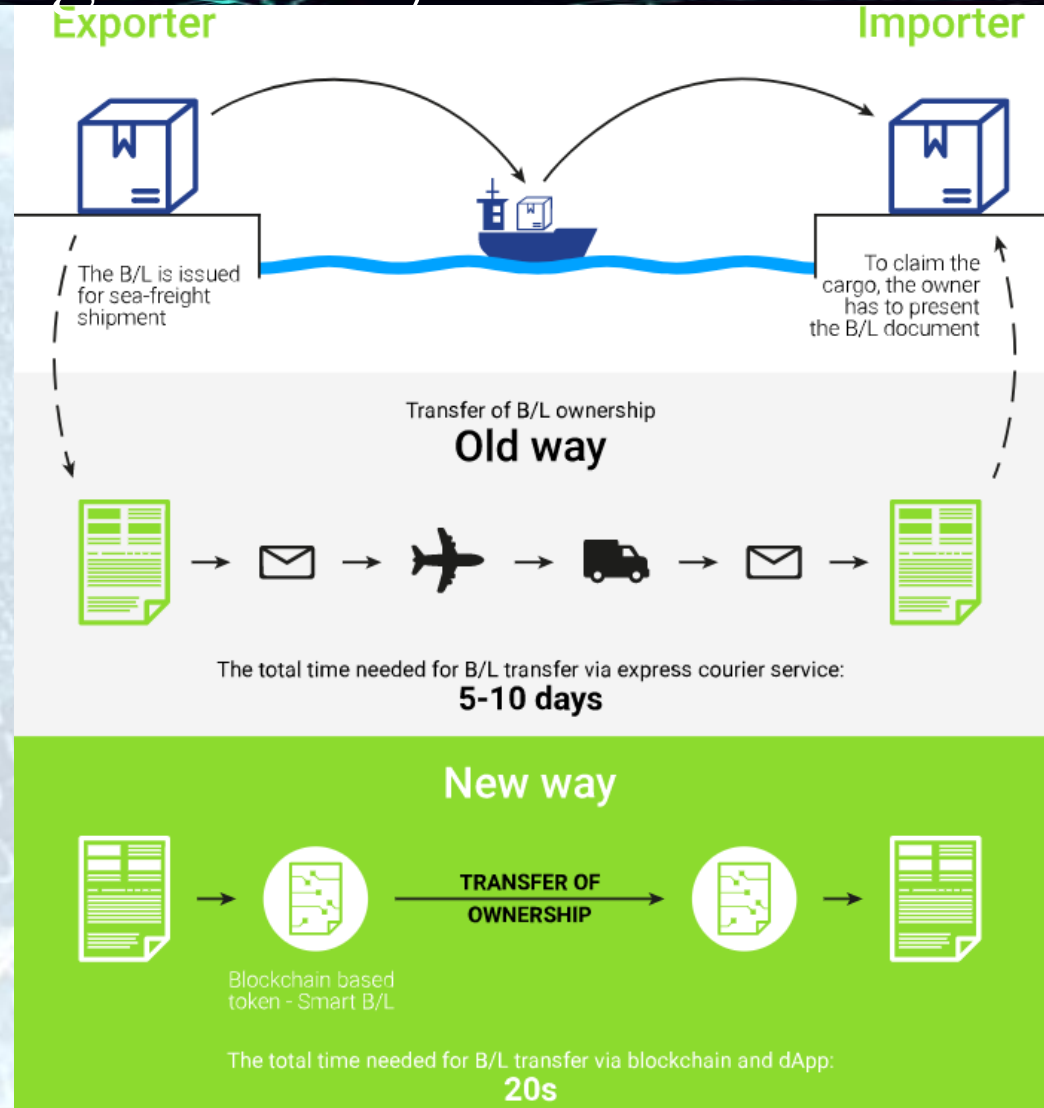 Exporter
Importer
The B/L is issued
for sea-freight
shipment
To claim the
cargo, the owner
has to present
the B/L document
Transfer of B/L ownership
Old way
The total time needed for B/L transfer via express courier service:
5-10 days
New way
TRANSFER OF
OWNERSHIP
Blockchain based
token - Smart B/L
The total time needed for B/L transfer via blockchain and dApp:
20s